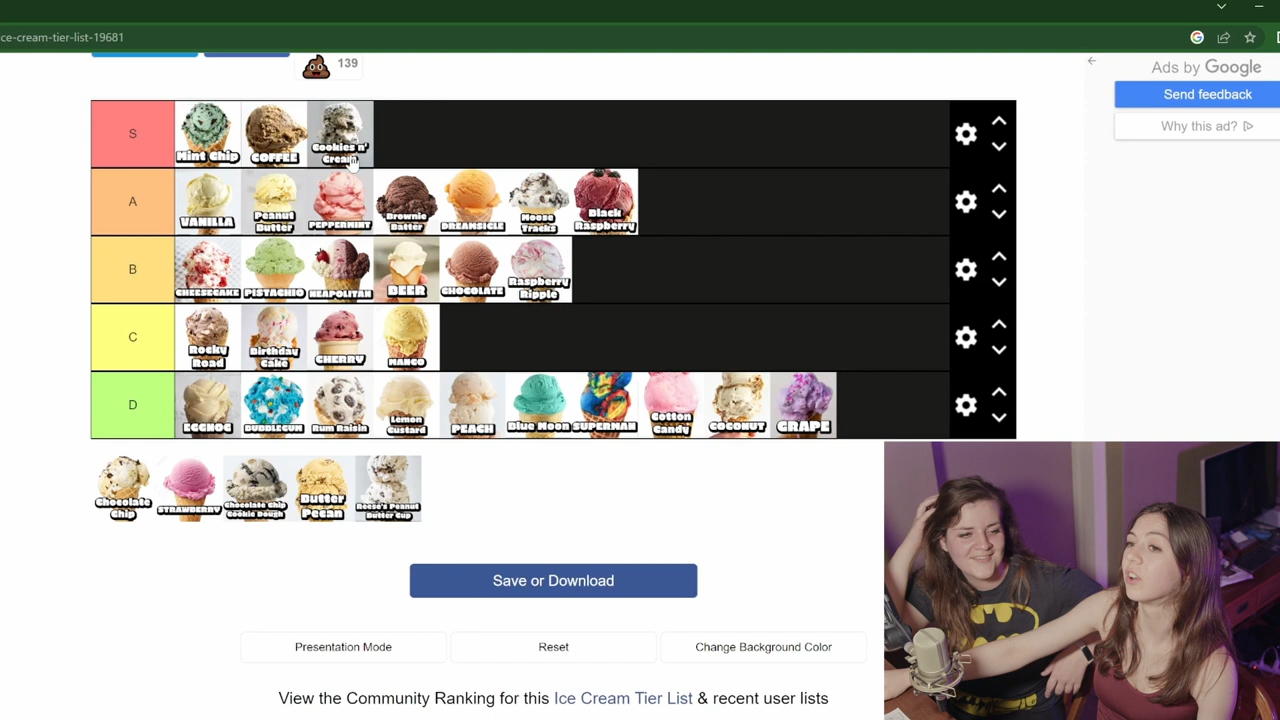 ce-cream-tier-list-19681
139
Ads by Google
Send feedback
Why this ad?
S
Mint Chip
COFFEE
Cookies n'
Cream
A
VANILLA
Peanut
Butter
PEPPERMINT
Brownie
Batter
DREAMSICLE
Moose
Tracks
Black
Raspberry
B
CHEESECAKE
PISTACHIO
NEAPOLITAN
BEER
CHOCOLATE
Raspberry
Ripple
C
Rocky
Road
Birthday
Cake
CHERRY
MANGO
D
EGGNOG
BUBBLEGUM
Rum Raisin
Lemon
Custard
PEACH
Blue Moon
SUPERMAN
Cotton
Candy
COCONUT
GRAPE
Chocolate
Chip
STRAWBERRY
Chocolate Chip
Cookie Dough
Butter
Pecan
Reese's Peanut
Butter Cup
Save or Download
Presentation Mode
Reset
Change Background Color
View the Community Ranking for this Ice Cream Tier List & recent user lists